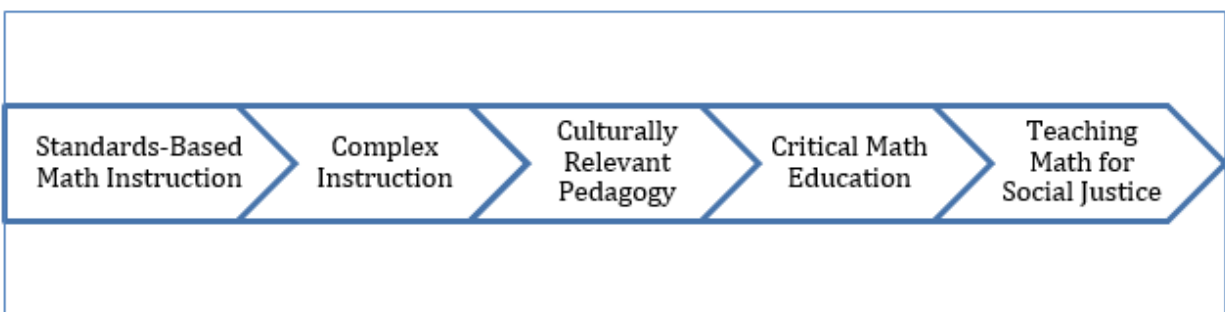 Standards-Based
Math Instruction
Complex
Instruction
Culturally
Relevant
Pedagogy
Critical Math
Education
Teaching
Math for
Social Justice